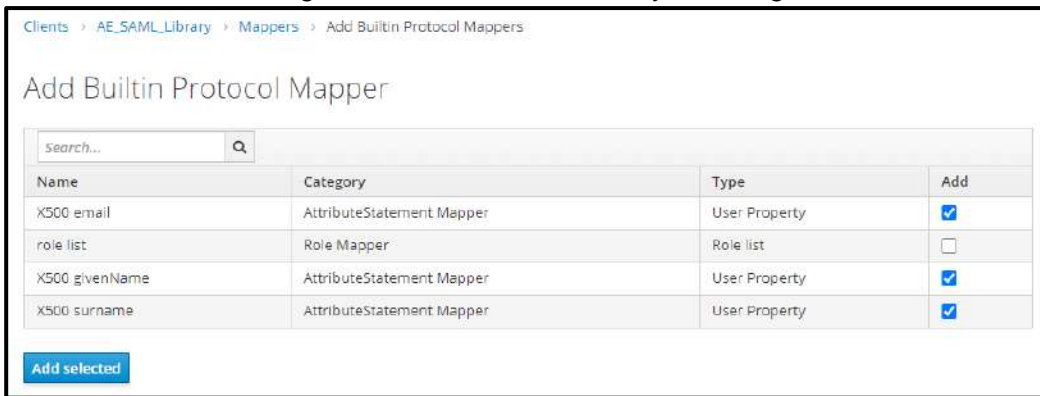 Clients > AE_SAML_Library > Mappers > Add Builtin Protocol Mappers
Add Builtin Protocol Mapper
Search...
Name Category Type Add
X500 email AttributeStatement Mapper User Property
role list Role Mapper Role list
X500 givenName AttributeStatement Mapper User Property
X500 surname AttributeStatement Mapper User Property
Add selected